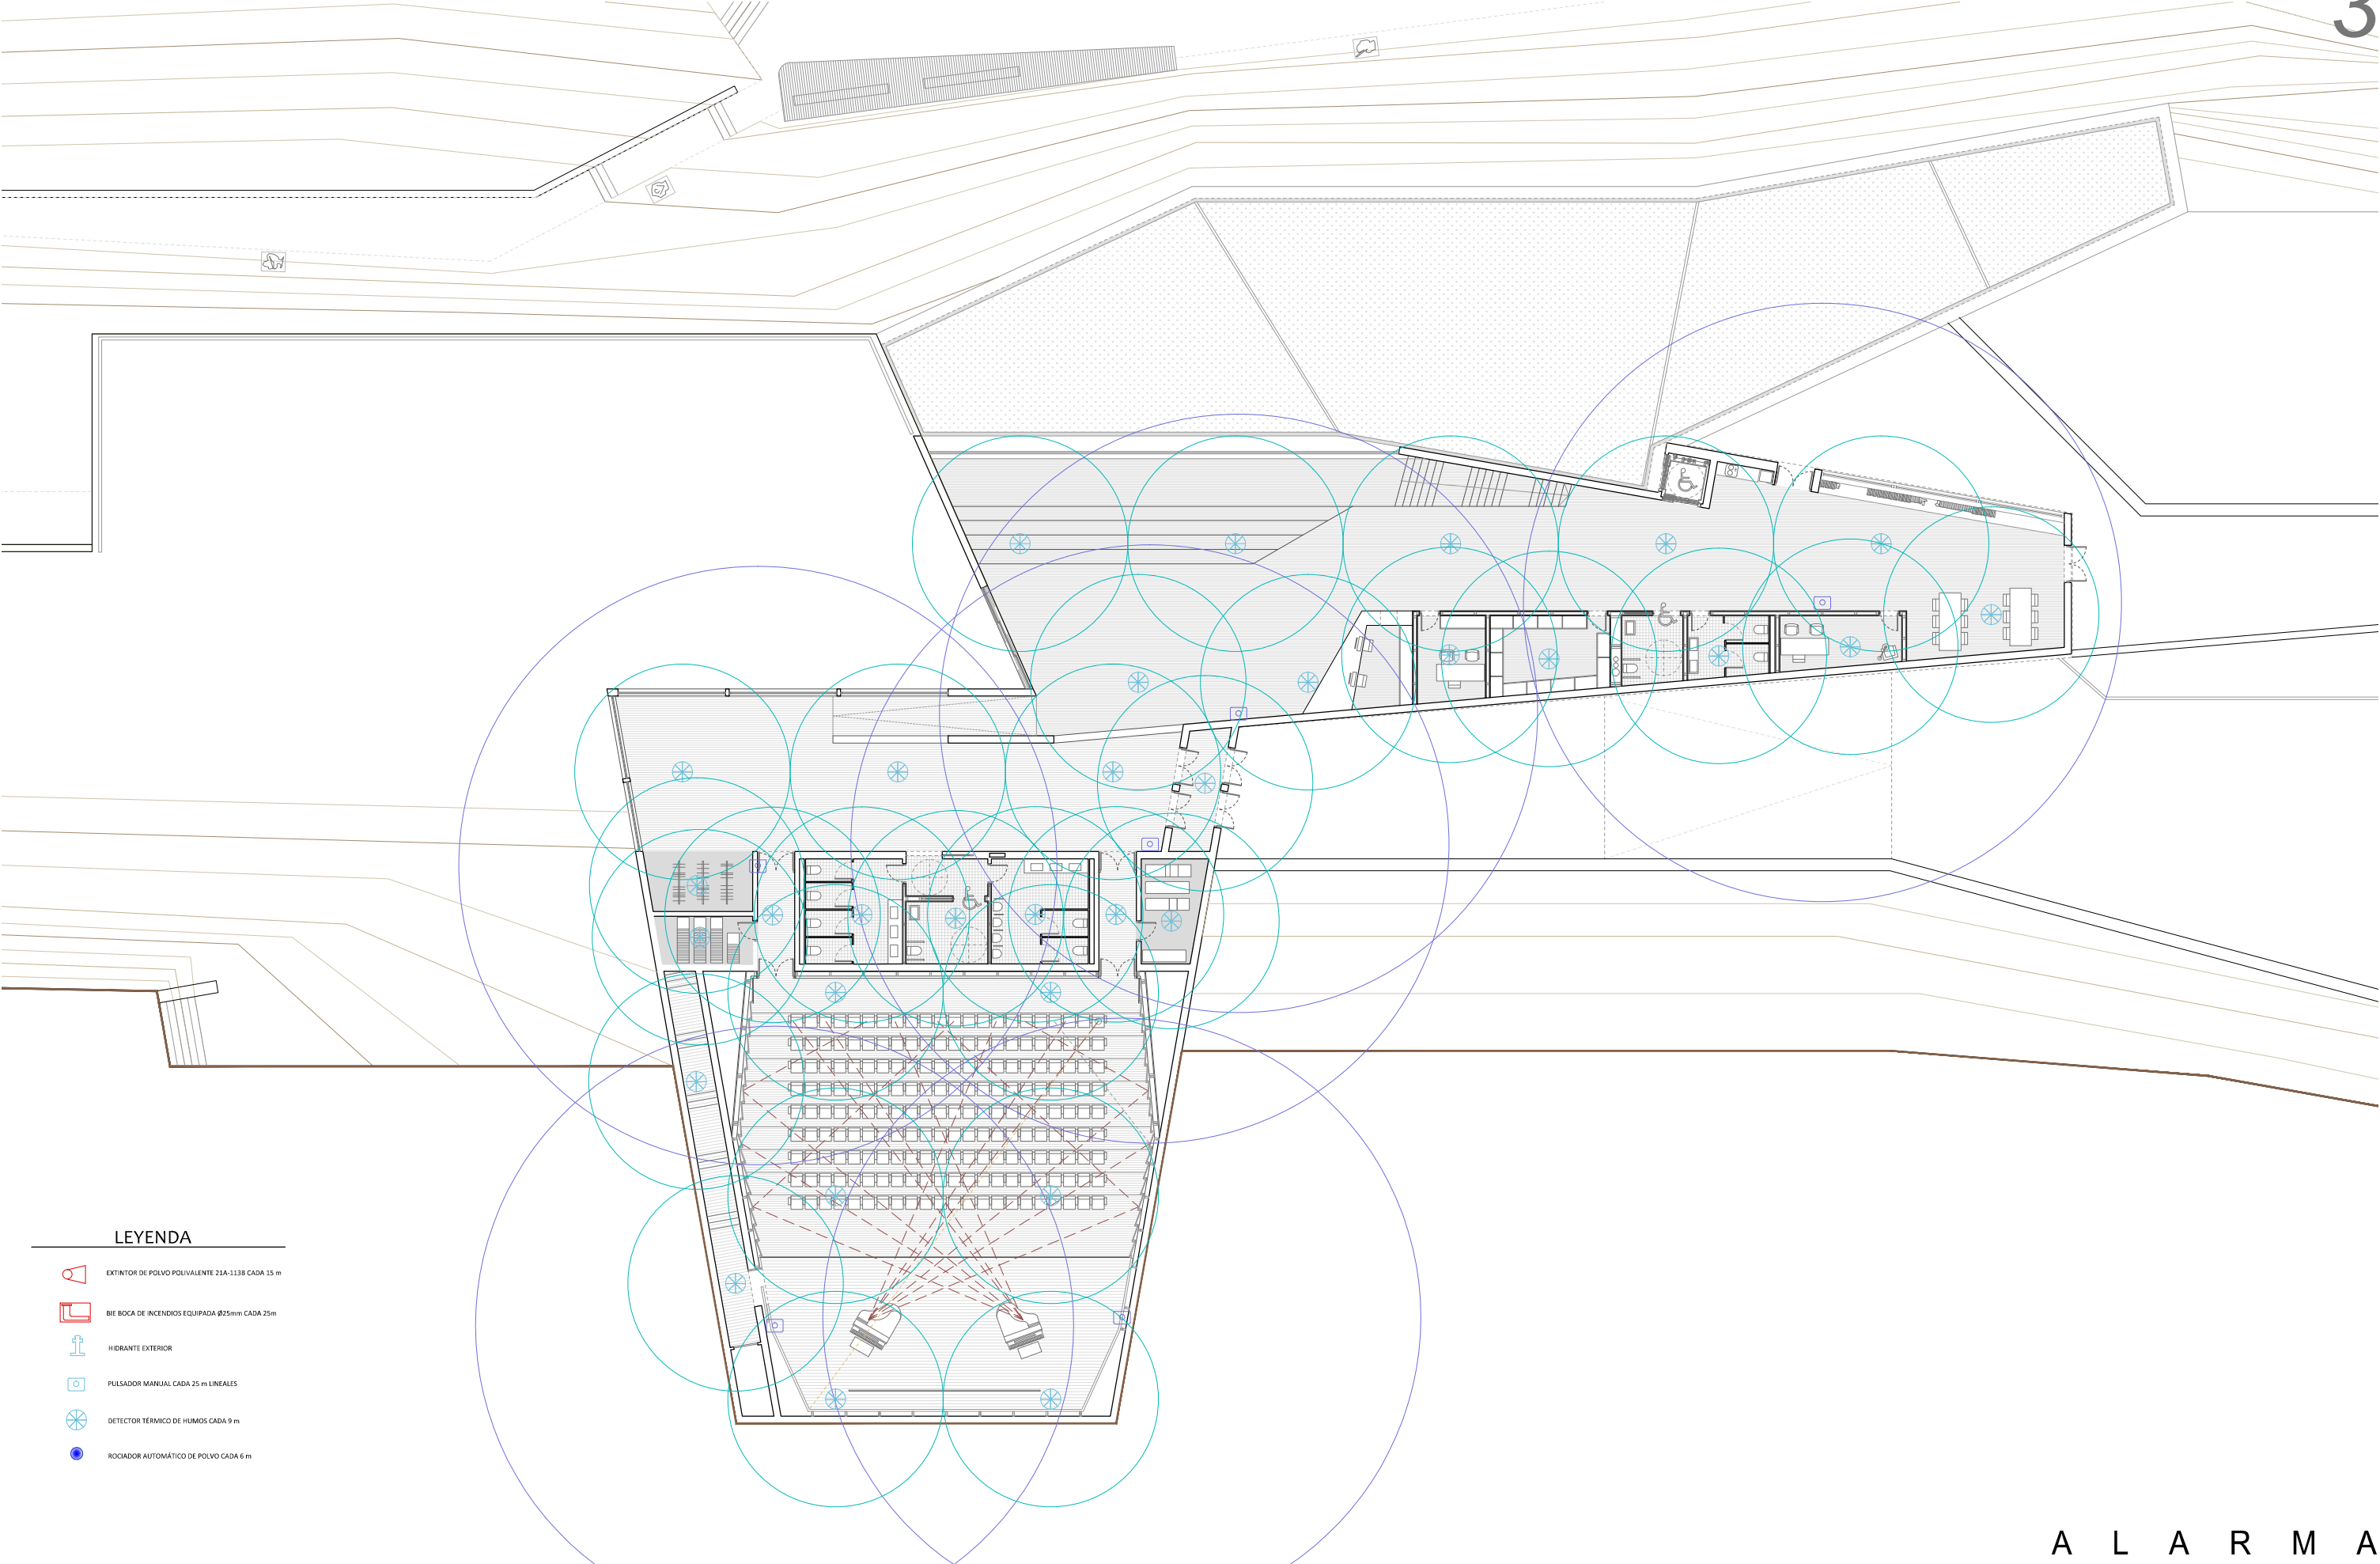 3
LEYENDA
EXTINTOR DE POLVO POLIVALENTE 21A-113B CADA 15 m
BIE BOCA DE INCENDIOS EQUIPADA Ø25mm CADA 25m
HIDRANTE EXTERIOR
PULSADOR MANUAL CADA 25 m LINEALES
DETECTOR TÉRMICO DE HUMOS CADA 9 m
ROCIADOR AUTOMÁTICO DE POLVO CADA 6 m
A L A R M A